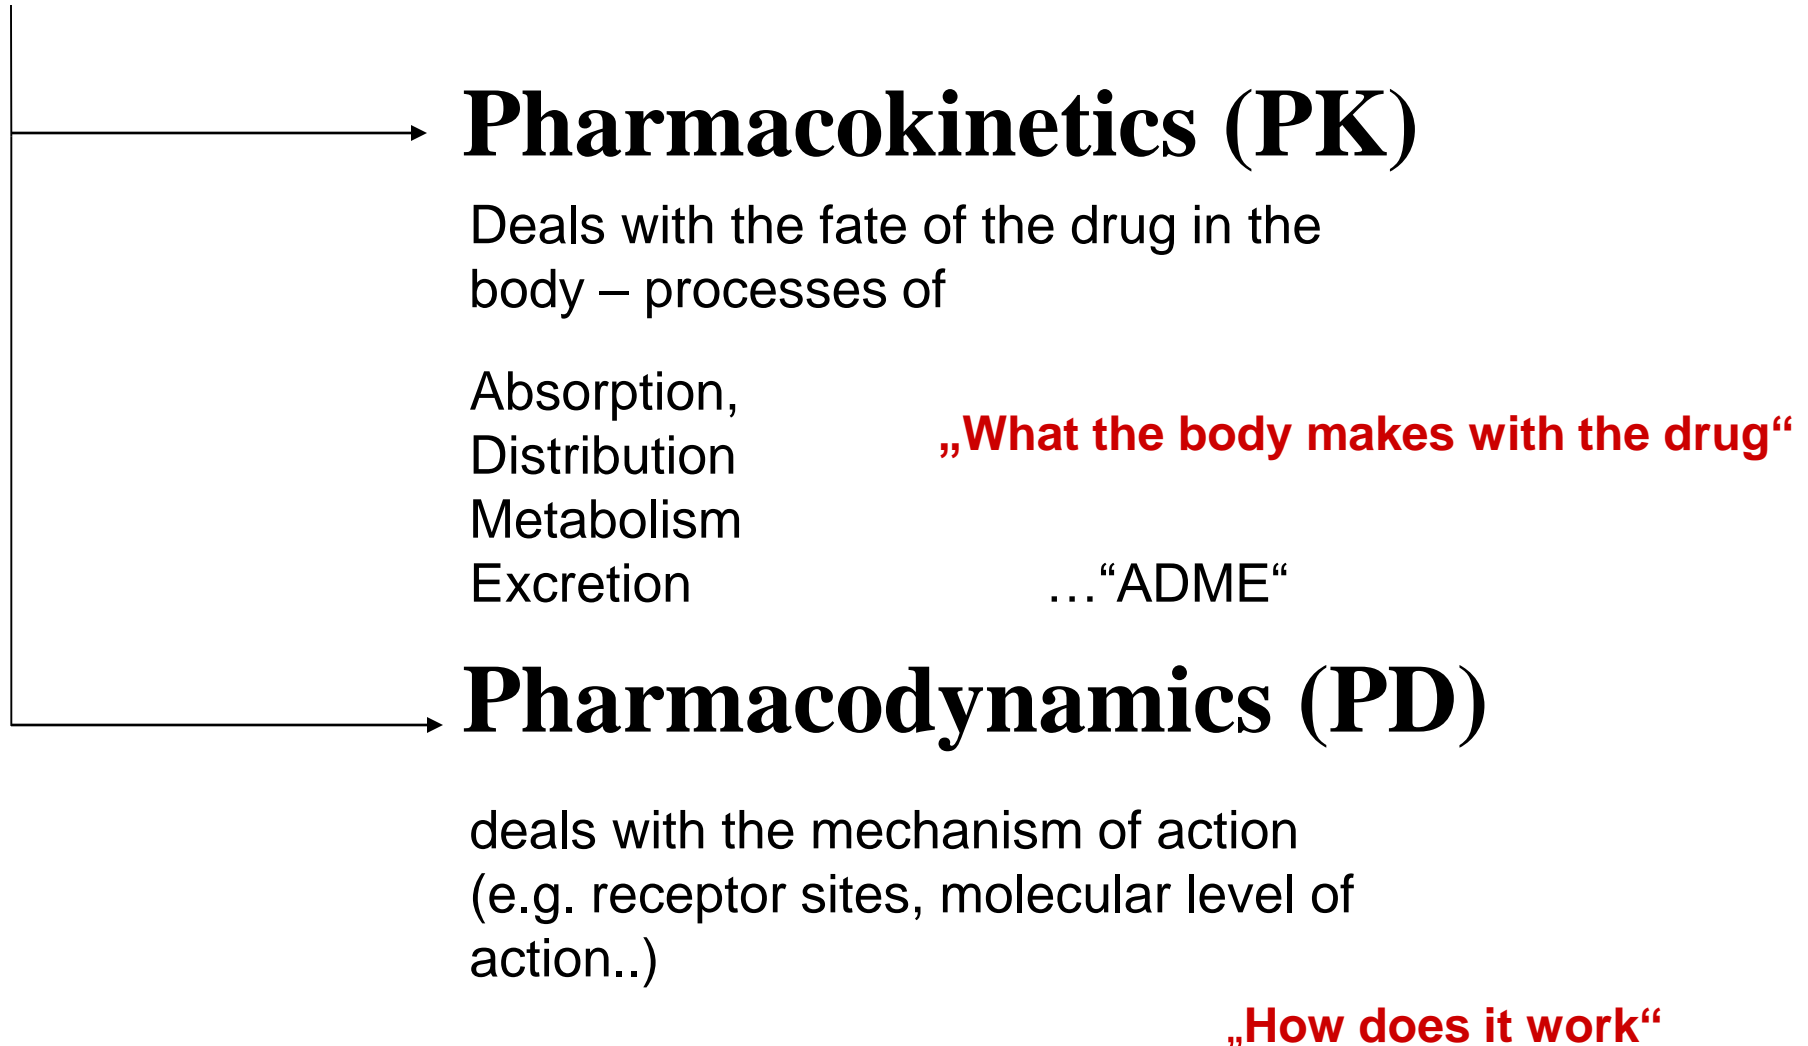 Pharmacokinetics (PK)
Deals with the fate of the drug in the
body – processes of
Absorption,
Distribution
„What the body makes with the drug“
Metabolism
Excretion …“ADME“
Pharmacodynamics (PD)
deals with the mechanism of action
(e.g. receptor sites, molecular level of
action..)
„How does it work“